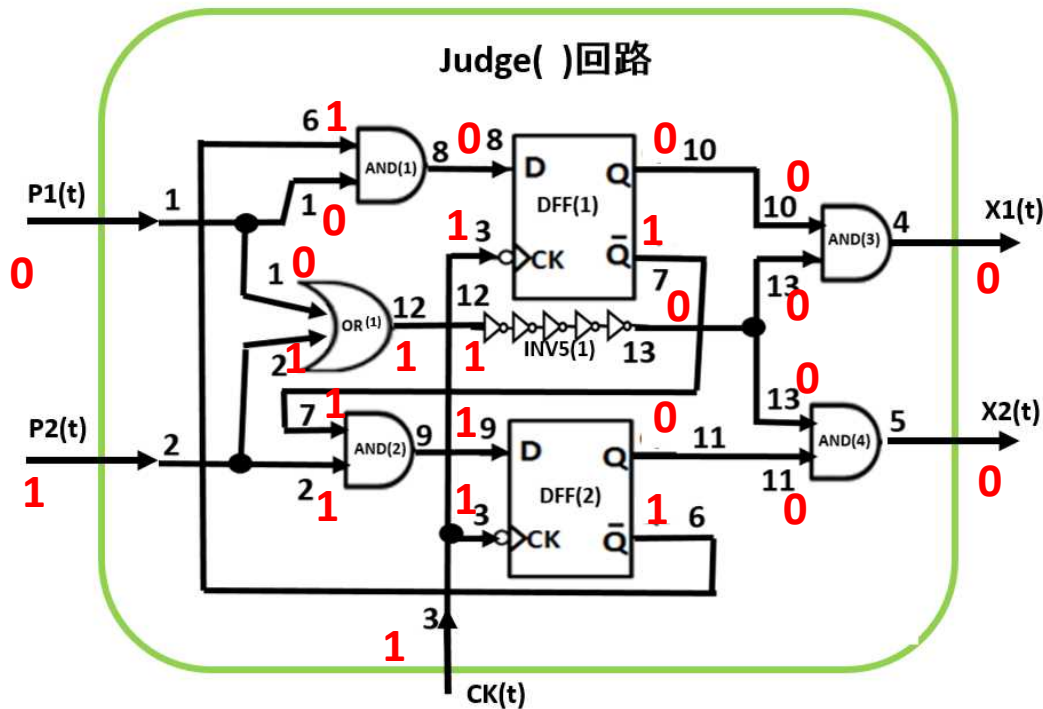 Judge( )回路
6 1
AND(1)
8 0 8
D Q
0 10
DFF(1)
P1(t)
1
1 0
0
1 0
1 3
CK Q̄
1
7
0
10
10 0
AND(3)
4
X1(t)
0
13
0
OR(1)
12 12
1 1
INV5(1)
0
13
2 1
1
7
AND(2)
9 1 9
D Q
0 11
DFF(2)
13 0
AND(4)
5
X2(t)
0
11
0
P2(t)
2
1
2 1
1 3
CK Q̄
1 6
3
1
CK(t)